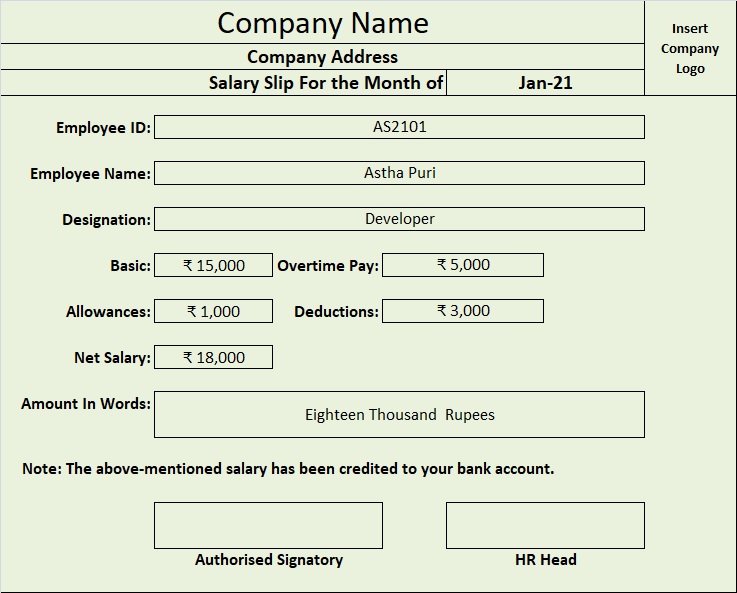 Company Name
Insert
Company
Logo
Company Address
Salary Slip For the Month of Jan-21
Employee ID: AS2101
Employee Name: Astha Puri
Designation: Developer
Basic: ₹ 15,000 Overtime Pay: ₹ 5,000
Allowances: ₹ 1,000 Deductions: ₹ 3,000
Net Salary: ₹ 18,000
Amount In Words: Eighteen Thousand  Rupees
Note: The above-mentioned salary has been credited to your bank account.
Authorised Signatory HR Head